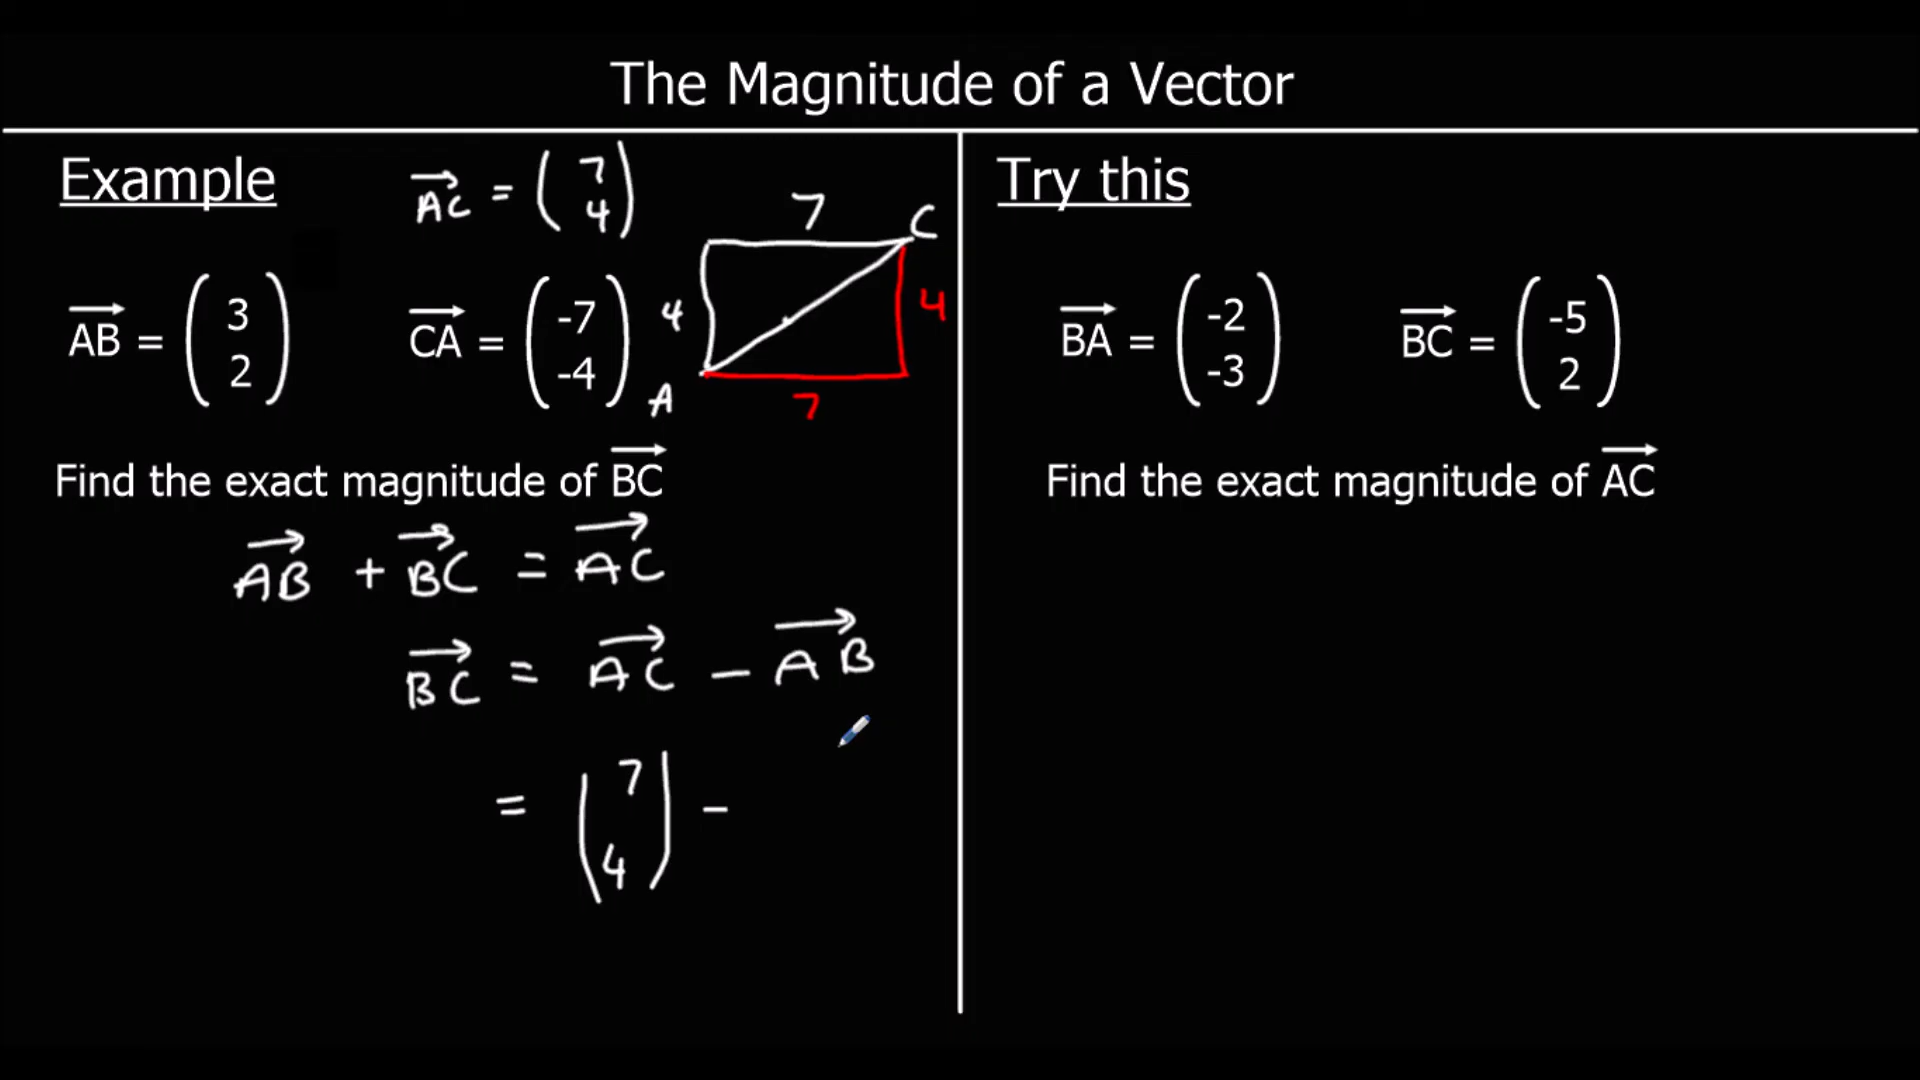 The Magnitude of a Vector
Example
AC = (7
4)
7
C
4
4
A
7
AB = (3
2)
CA = (-7
-4)
Find the exact magnitude of BC
AB + BC = AC
BC = AC - AB
= (7
4) -
Try this
BA = (-2
-3)
BC = (-5
2)
Find the exact magnitude of AC